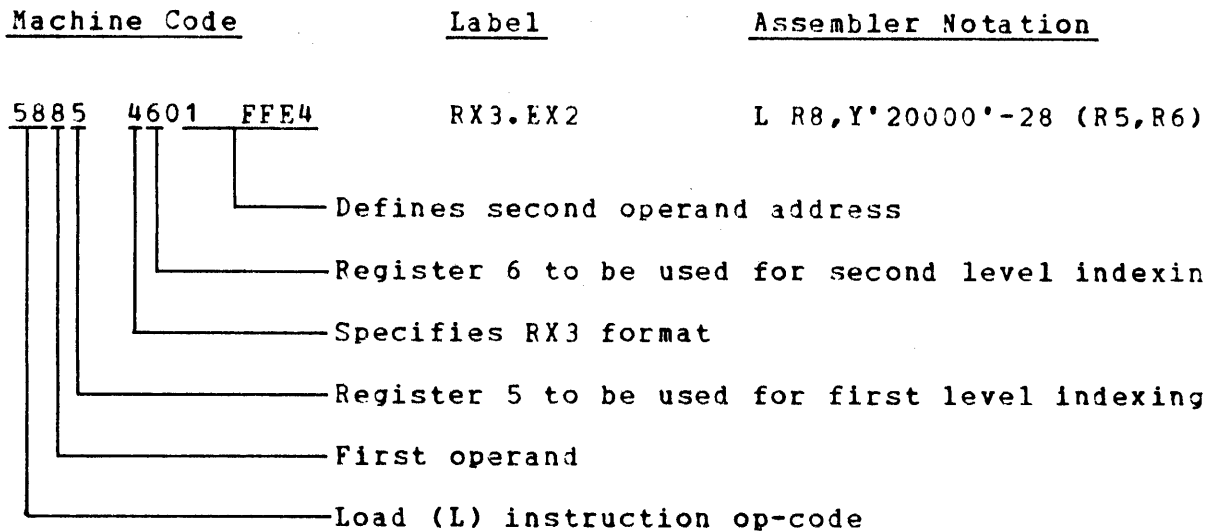 Machine Code Label Assembler Notation
5885 4601 FFE4 RX3.EX2 L R8,Y'20000'-28 (R5,R6)
Defines second operand address
Register 6 to be used for second level indexin
Specifies RX3 format
Register 5 to be used for first level indexing
First operand
Load (L) instruction op-code